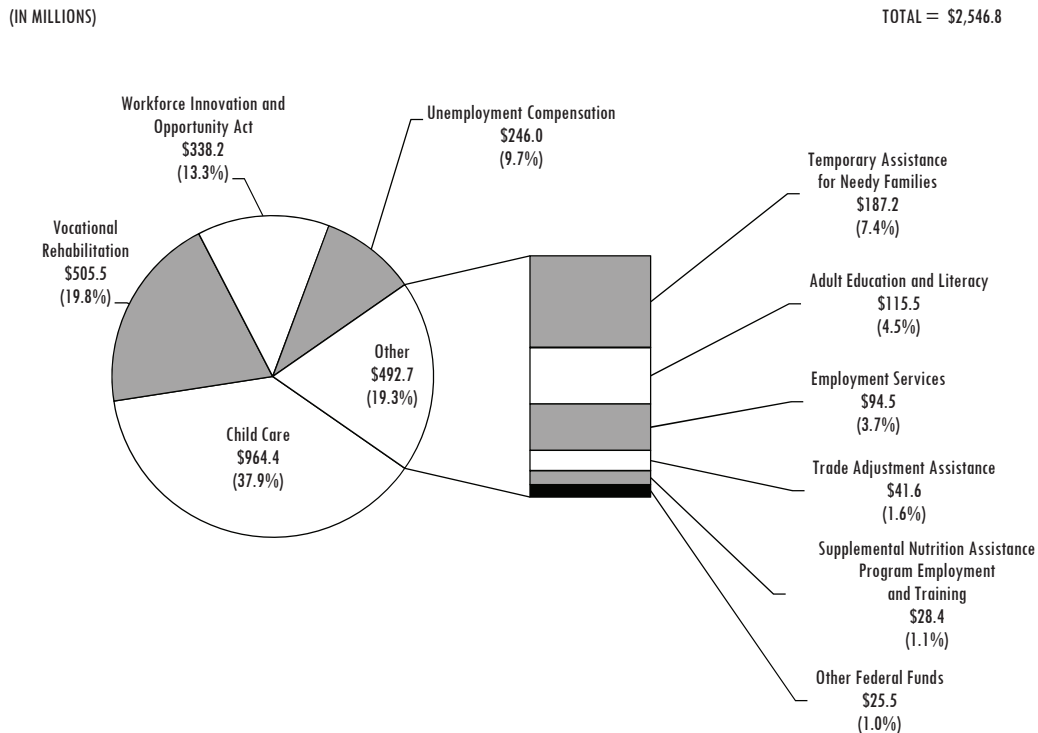 (IN MILLIONS)
TOTAL = $2,546.8
Workforce Innovation and
Opportunity Act
$338.2
(13.3%)
Unemployment Compensation
$246.0
(9.7%)
Vocational
Rehabilitation
$505.5
(19.8%)
Other
$492.7
(19.3%)
Child Care
$964.4
(37.9%)
Temporary Assistance
for Needy Families
$187.2
(7.4%)
Adult Education and Literacy
$115.5
(4.5%)
Employment Services
$94.5
(3.7%)
Trade Adjustment Assistance
$41.6
(1.6%)
Supplemental Nutrition Assistance
Program Employment
and Training
$28.4
(1.1%)
Other Federal Funds
$25.5
(1.0%)